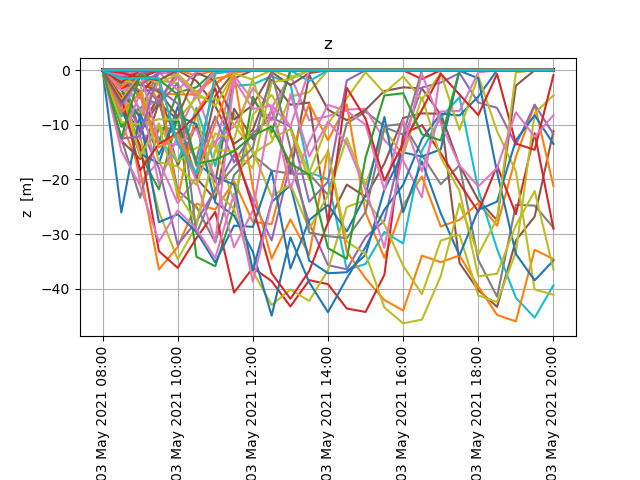 z
0
−10
−20
−30
−40
z [m]
03 May 2021 08:00
03 May 2021 10:00
03 May 2021 12:00
03 May 2021 14:00
03 May 2021 16:00
03 May 2021 18:00
03 May 2021 20:00